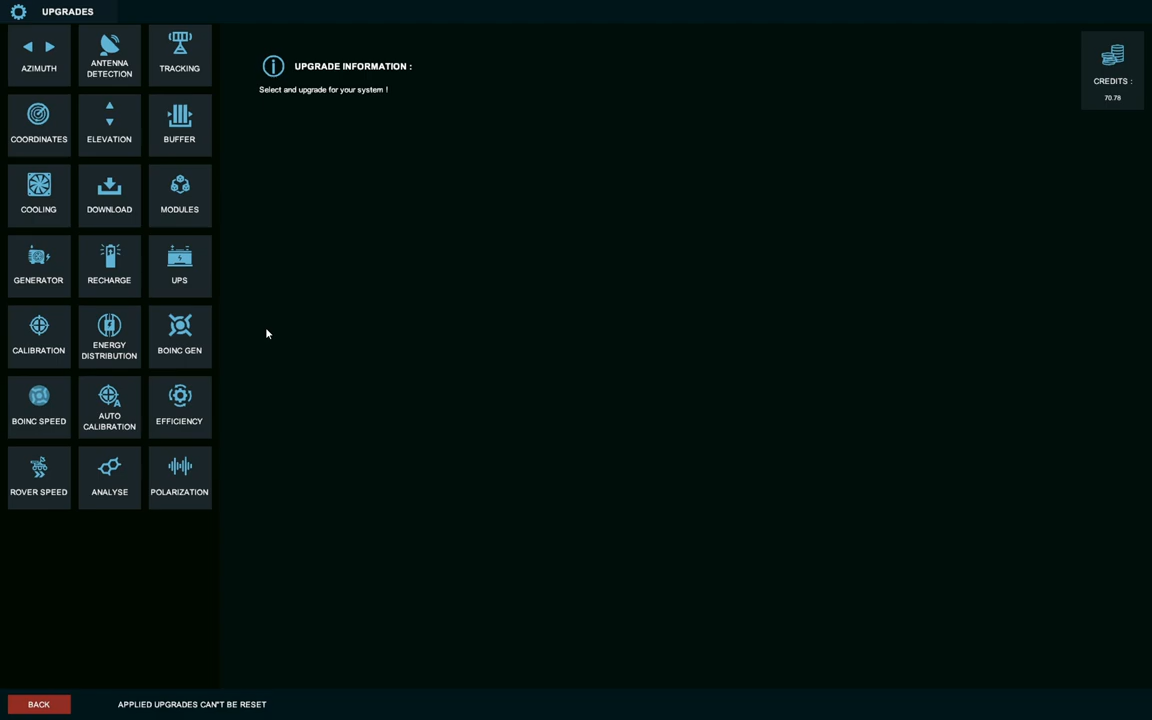 UPGRADES
AZIMUTH
ANTENNA
DETECTION
TRACKING
UPGRADE INFORMATION :
Select and upgrade for your system !
CREDITS :
70.78
COORDINATES
ELEVATION
BUFFER
COOLING
DOWNLOAD
MODULES
GENERATOR
RECHARGE
UPS
CALIBRATION
ENERGY
DISTRIBUTION
BOINC GEN
BOINC SPEED
AUTO
CALIBRATION
EFFICIENCY
ROVER SPEED
ANALYSE
POLARIZATION
BACK
APPLIED UPGRADES CAN'T BE RESET